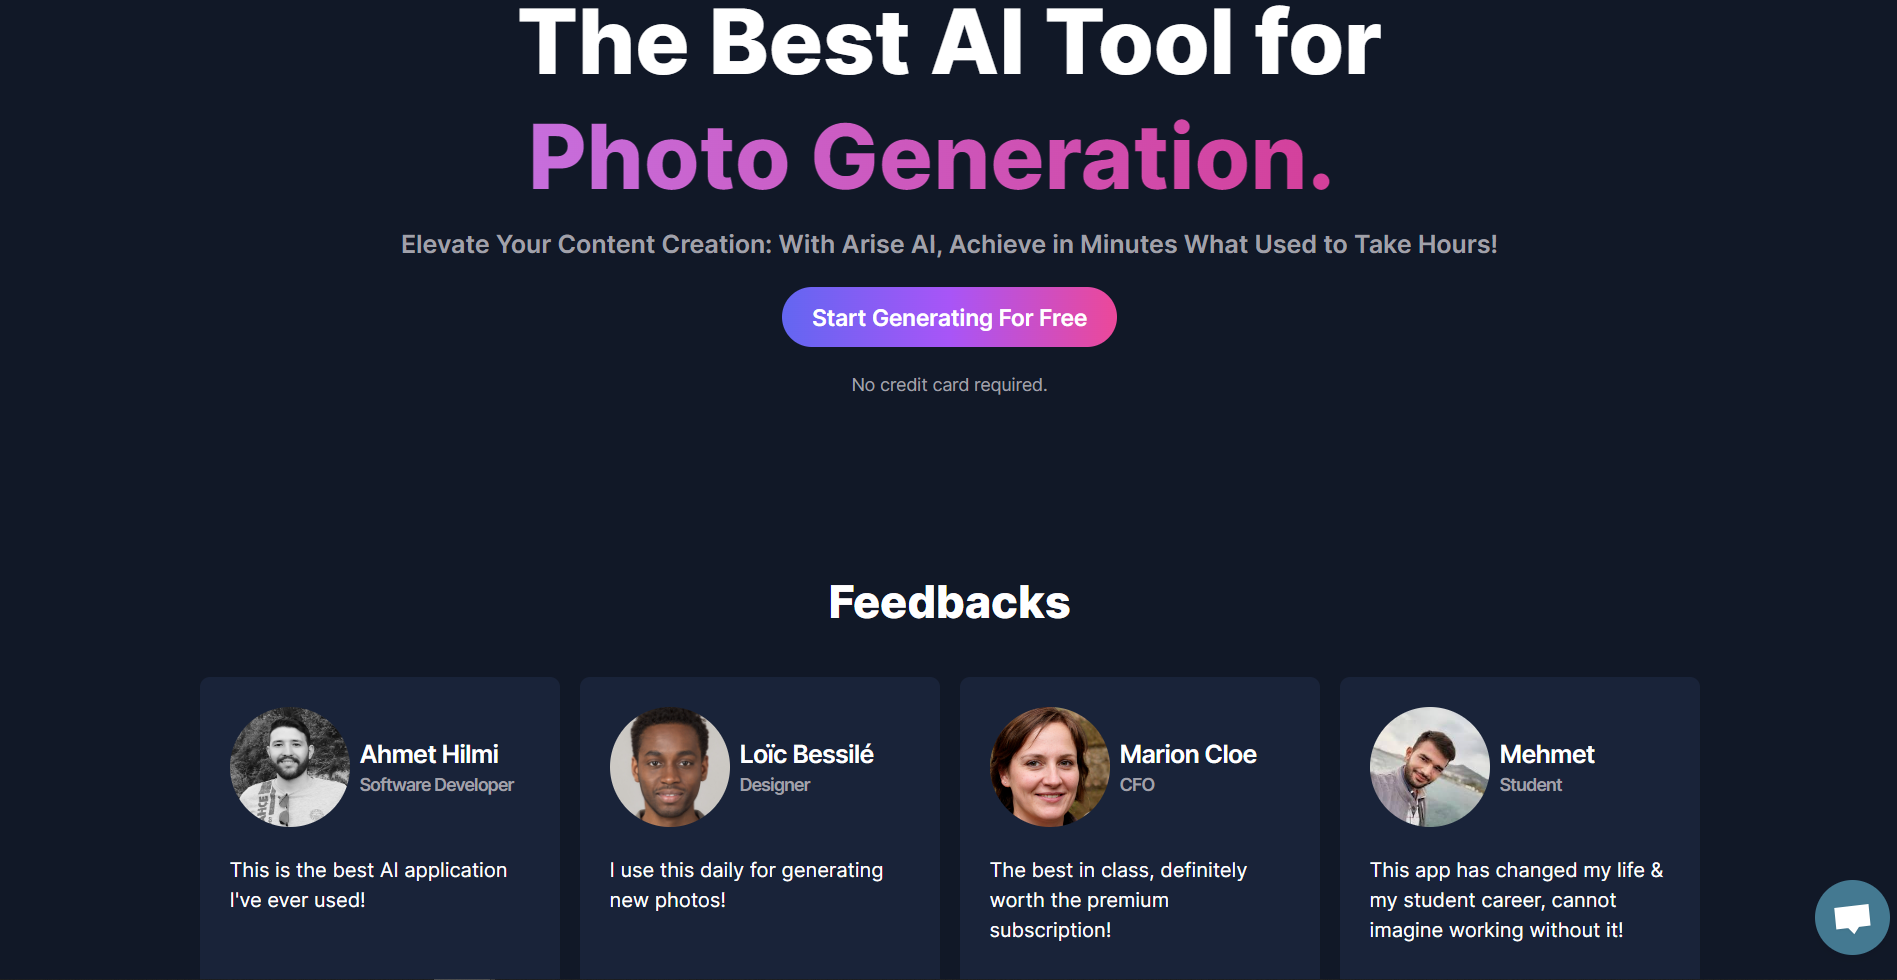 The Best AI Tool for
Photo Generation.
Elevate Your Content Creation: With Arise AI, Achieve in Minutes What Used to Take Hours!
Start Generating For Free
No credit card required.
Feedbacks
Ahmet Hilmi
Software Developer
This is the best AI application
I've ever used!
Loïc Bessilé
Designer
I use this daily for generating
new photos!
Marion Cloe
CFO
The best in class, definitely
worth the premium
subscription!
Mehmet
Student
This app has changed my life &
my student career, cannot
imagine working without it!